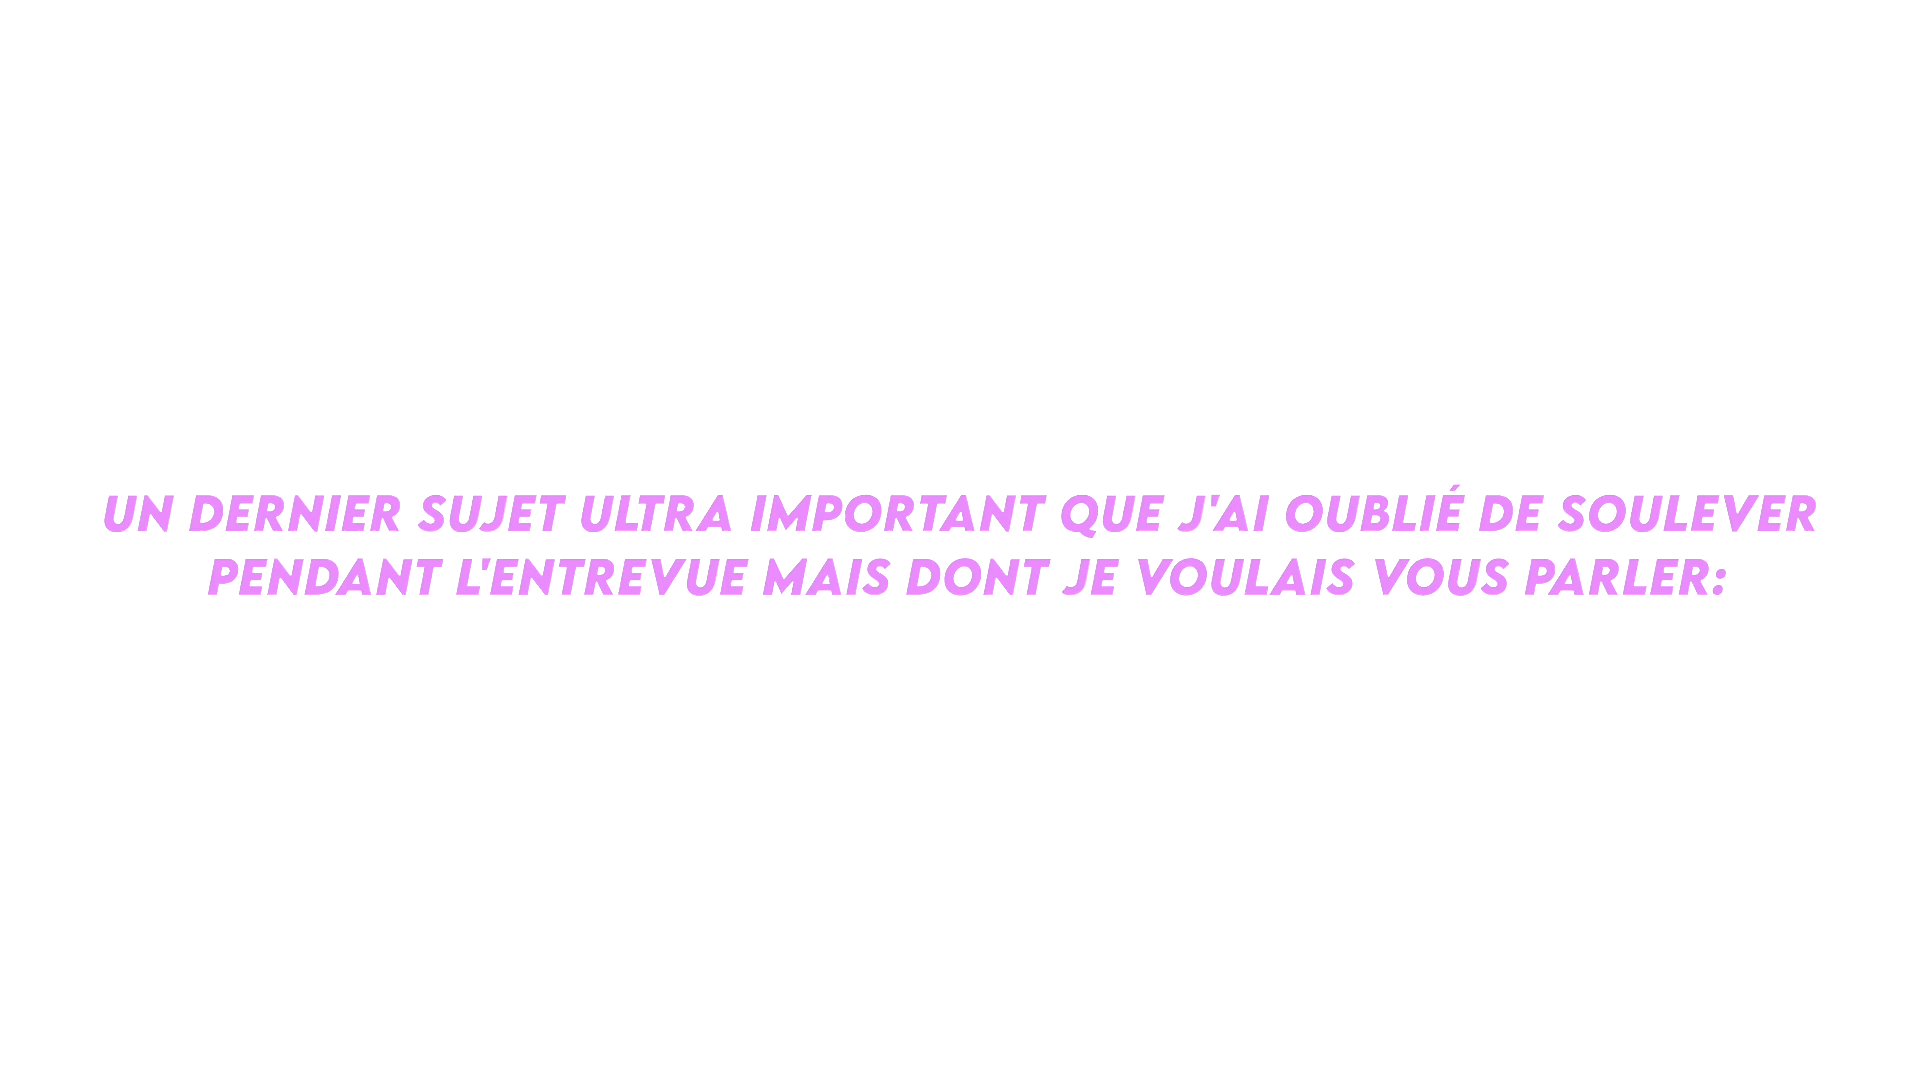 UN DERNIER SUJET ULTRA IMPORTANT QUE J'AI OUBLIÉ DE SOULEVER
PENDANT L'ENTREVUE MAIS DONT JE VOULAIS VOUS PARLER: